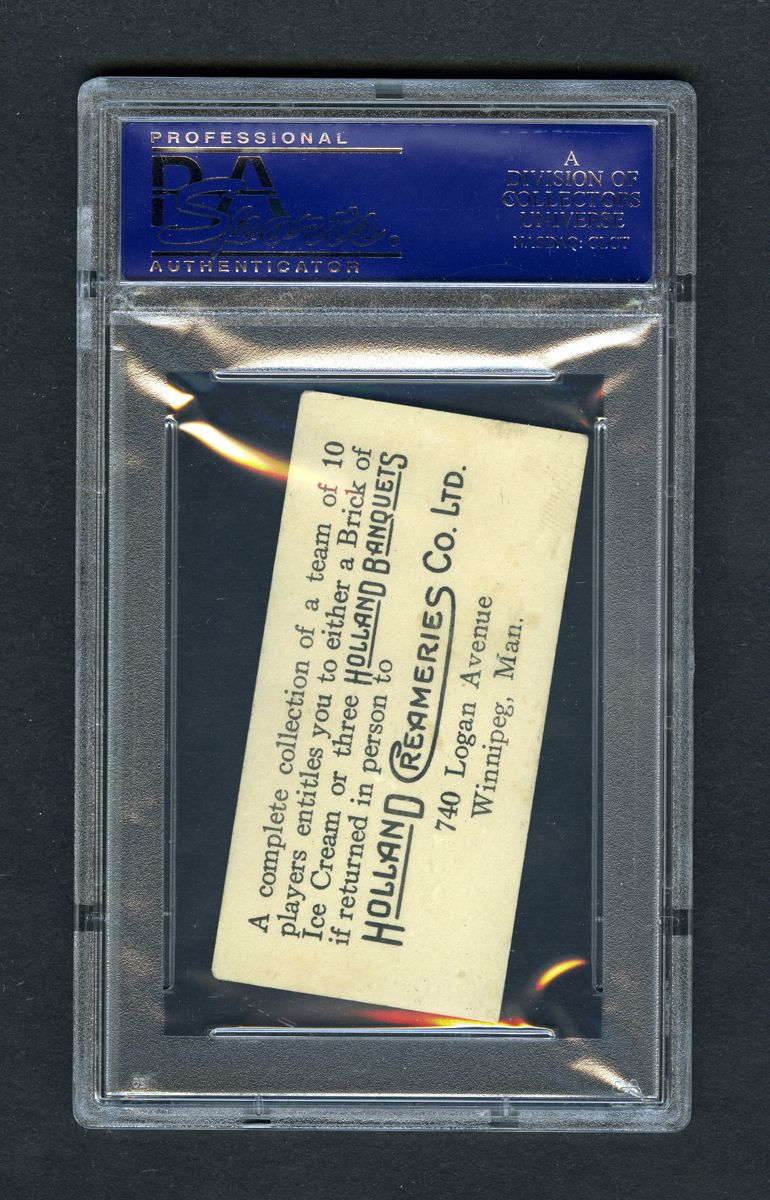 PROFESSIONAL
PSA
Sports®
AUTHENTICATOR
A
DIVISION OF
COLLECTORS
UNIVERSE
NASDAQ: CLCT
A complete collection of a team of 10
players entitles you to either a Brick of
Ice Cream or three HOLLAND BANQUETS
if returned in person to
HOLLAND CREAMERIES CO. LTD.
740 Logan Avenue
Winnipeg, Man.